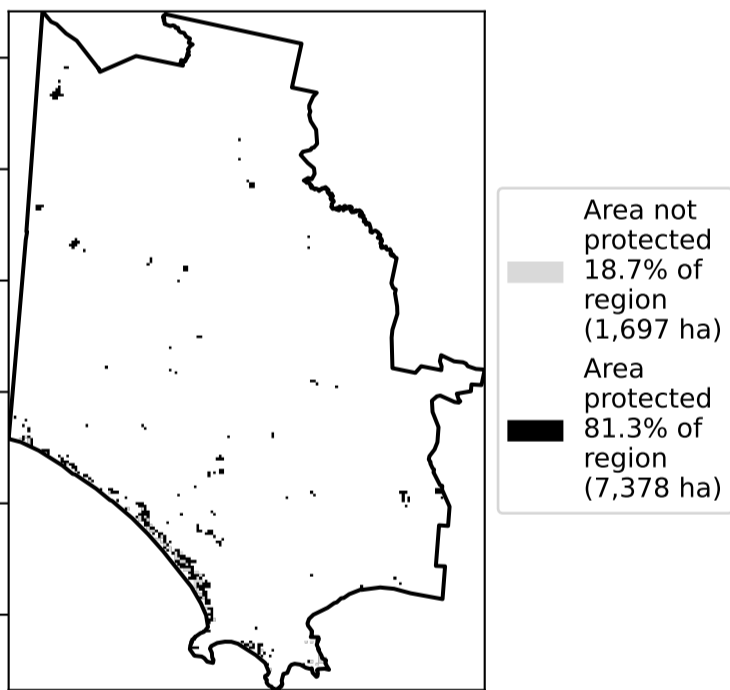 Area not
protected
18.7% of
region
(1,697 ha)
Area
protected
81.3% of
region
(7,378 ha)